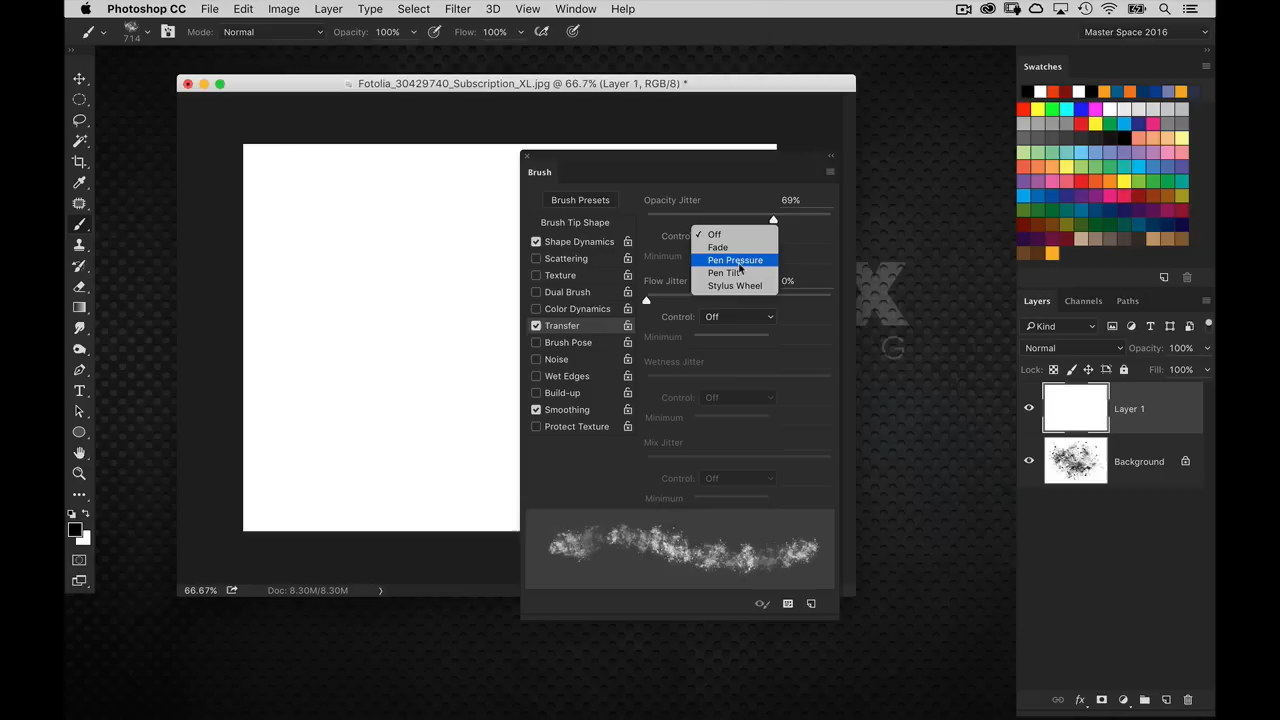 Photoshop CC File Edit Image Layer Type Select Filter 3D View Window Help
714 Mode: Normal Opacity: 100% Flow: 100% Master Space 2016
Fotolia_30429740_Subscription_XL.jpg @ 66.7% (Layer 1, RGB/8) *
Brush
Brush Presets
Brush Tip Shape
Shape Dynamics
Scattering
Texture
Dual Brush
Color Dynamics
Transfer
Brush Pose
Noise
Wet Edges
Build-up
Smoothing
Protect Texture
Opacity Jitter 69%
Off
Fade
Pen Pressure
Pen Tilt
Stylus Wheel
Minimum
Flow Jitter 0%
Control: Off
Minimum
Wetness Jitter
Control: Off
Minimum
Mix Jitter
Control: Off
Minimum
66.67% Doc: 8.30M/8.30M
Swatches
Layers Channels Paths
Kind
Normal Opacity: 100%
Lock: Fill: 100%
Layer 1
Background